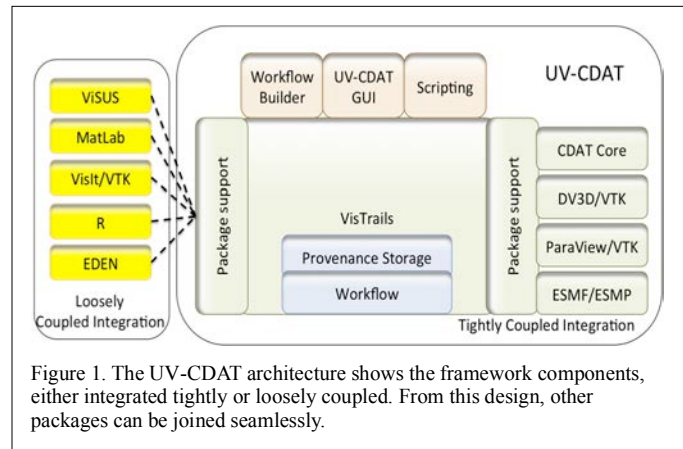 ViSUS
MatLab
VisIt/VTK
R
EDEN
Loosely
Coupled Integration
Workflow
Builder
UV-CDAT
GUI
Scripting
UV-CDAT
Package support
VisTrails
Provenance Storage
Workflow
Package support
CDAT Core
DV3D/VTK
ParaView/VTK
ESMF/ESMP
Tightly Coupled Integration
Figure 1. The UV-CDAT architecture shows the framework components,
either integrated tightly or loosely coupled. From this design, other
packages can be joined seamlessly.